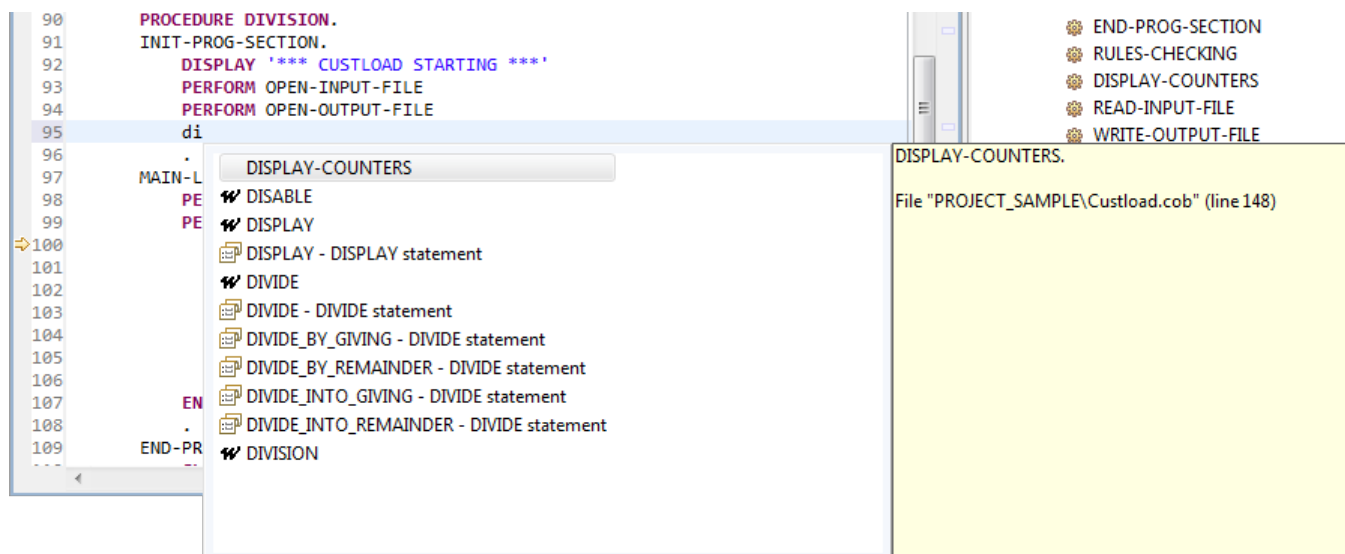 90 PROCEDURE DIVISION.
91 INIT-PROG-SECTION.
92 DISPLAY '*** CUSTLOAD STARTING ***'
93 PERFORM OPEN-INPUT-FILE
94 PERFORM OPEN-OUTPUT-FILE
95 di
96 .
97 MAIN-L
98 PE
99 PE
100
101
102
103
104
105
106
107 EN
108 .
109 END-PR
DISPLAY-COUNTERS
DISABLE
DISPLAY
DISPLAY - DISPLAY statement
DIVIDE
DIVIDE - DIVIDE statement
DIVIDE_BY_GIVING - DIVIDE statement
DIVIDE_BY_REMAINDER - DIVIDE statement
DIVIDE_INTO_GIVING - DIVIDE statement
DIVIDE_INTO_REMAINDER - DIVIDE statement
DIVISION
END-PROG-SECTION
RULES-CHECKING
DISPLAY-COUNTERS
READ-INPUT-FILE
WRITE-OUTPUT-FILE
DISPLAY-COUNTERS.
File "PROJECT_SAMPLE\Custload.cob" (line 148)